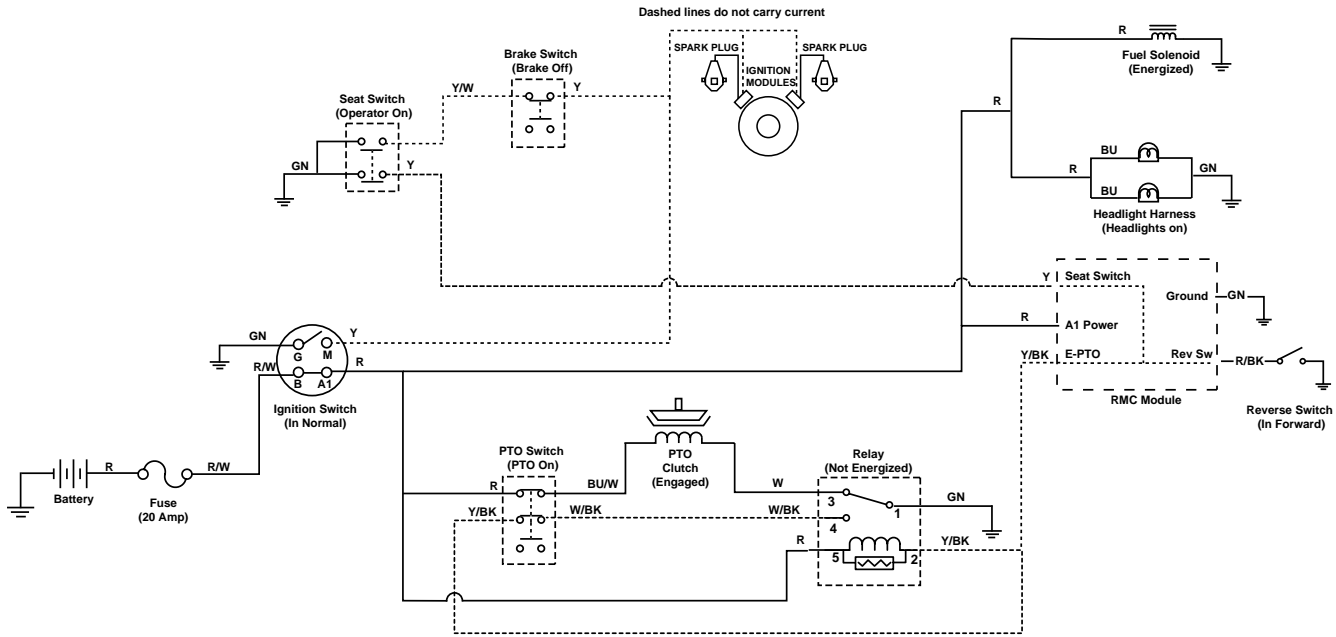 Dashed lines do not carry current
SPARK PLUG
SPARK PLUG
IGNITION
MODULES
R
Fuel Solenoid
(Energized)
Brake Switch
(Brake Off)
Y/W
Y
Seat Switch
(Operator On)
GN
Y
R
BU
R
BU
GN
Headlight Harness
(Headlights on)
Y
Seat Switch
Ground
GN
R
A1 Power
Y/BK
E-PTO
Rev Sw
R/BK
RMC Module
Reverse Switch
(In Forward)
GN
G
M
Y
R/W
B
A1
R
Ignition Switch
(In Normal)
R
R/W
Battery
Fuse
(20 Amp)
PTO Switch
(PTO On)
R
BU/W
Y/BK
W/BK
PTO
Clutch
(Engaged)
W
W/BK
Relay
(Not Energized)
3
1
GN
4
R
5
2
Y/BK